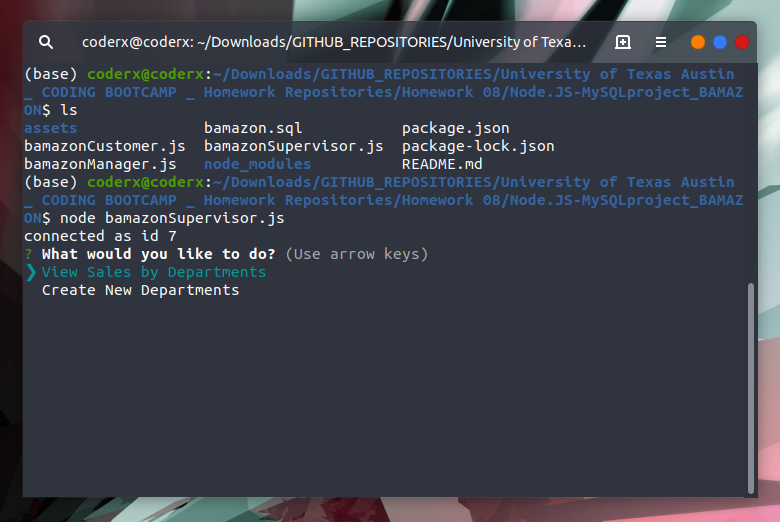 coderx@coderx: ~/Downloads/GITHUB_REPOSITORIES/University of Texa…
(base) coderx@coderx:~/Downloads/GITHUB_REPOSITORIES/University of Texas Austin
_ CODING BOOTCAMP _ Homework Repositories/Homework 08/Node.JS-MySQLproject_BAMAZ
ON$ ls
assets bamazon.sql package.json
bamazonCustomer.js bamazonSupervisor.js package-lock.json
bamazonManager.js node_modules README.md
(base) coderx@coderx:~/Downloads/GITHUB_REPOSITORIES/University of Texas Austin
_ CODING BOOTCAMP _ Homework Repositories/Homework 08/Node.JS-MySQLproject_BAMAZ
ON$ node bamazonSupervisor.js
connected as id 7
? What would you like to do? (Use arrow keys)
❯ View Sales by Departments
Create New Departments